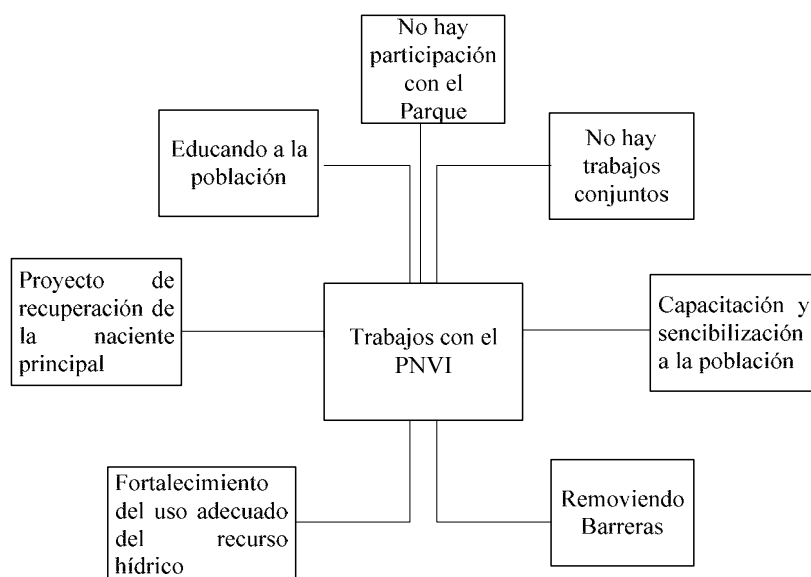 No hay
participación
con el
Parque
Educando a la
población
No hay
trabajos
conjuntos
Proyecto de
recuperación de
la naciente
principal
Trabajos con el
PNVI
Capacitación y
sencibilización
a la población
Fortalecimiento
del uso adecuado
del recurso
hídrico
Removiendo
Barreras